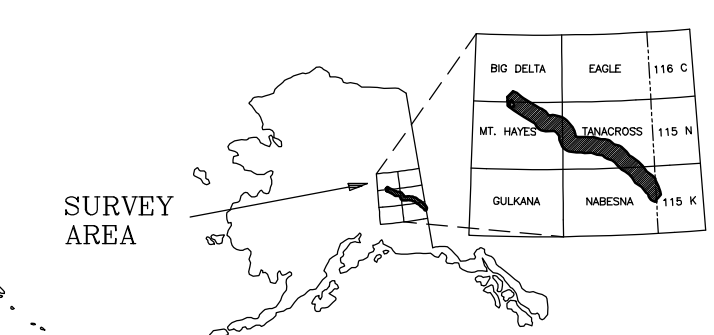 BIG DELTA EAGLE 116 C
MT. HAYES TANACROSS 115 N
GULKANA NABESNA 115 K
SURVEY
AREA